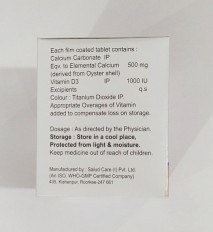 Each film coated tablet contains :
Calcium Carbonate IP
Eqv. to Elemental Calcium 500 mg
(derived from Oyster shell)
Vitamin D3 IP 1000 IU
Excipients q.s
Colour : Titanium Dioxide IP.
Appropriate Overages of Vitamin
added to compensate loss on storage.
Dosage : As directed by the Physician.
Storage : Store in a cool place,
Protected from light & moisture.
Keep medicine out of reach of children.
Manufactured by : Salud Care (I) Pvt. Ltd.
(An ISO, WHO-GMP Certified Company)
435, Kishanpur, Roorkee-247 661